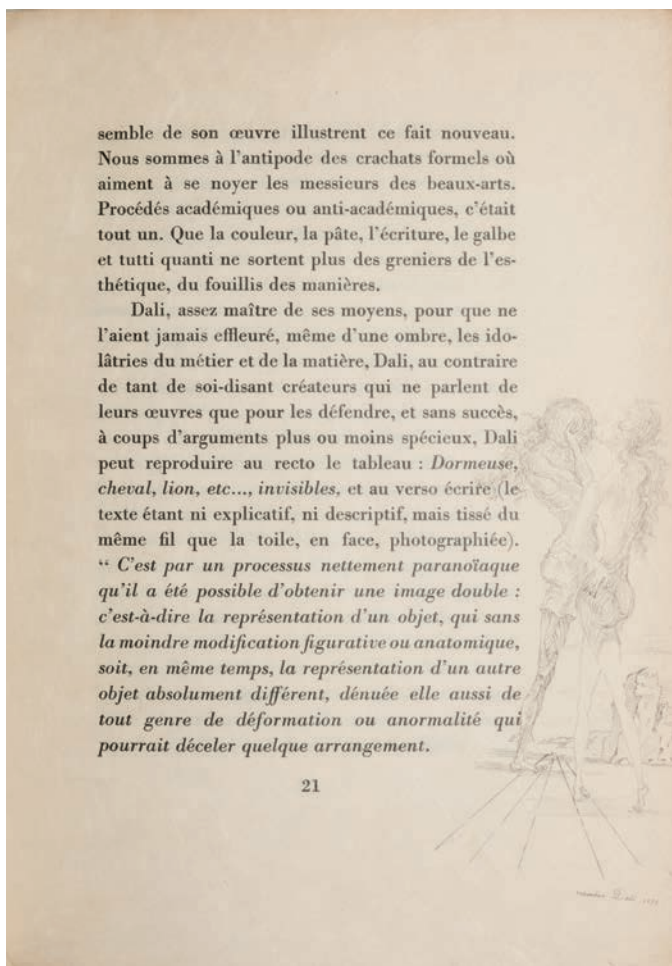 semble de son œuvre illustrent ce fait nouveau.
Nous sommes à l'antipode des crachats formels où
aiment à se noyer les messieurs des beaux-arts.
Procédés académiques ou anti-académiques, c'était
tout un. Que la couleur, la pâte, l'écriture, le galbe
et tutti quanti ne sortent plus des greniers de l'es-
thétique, du fouillis des manières.
Dali, assez maître de ses moyens, pour que ne
l'aient jamais effleuré, même d'une ombre, les ido-
lâtries du métier et de la matière, Dali, au contraire
de tant de soi-disant créateurs qui ne parlent de
leurs œuvres que pour les défendre, et sans succès,
à coups d'arguments plus ou moins spécieux, Dali
peut reproduire au recto le tableau : Dormeuse,
cheval, lion, etc..., invisibles, et au verso écrire (le
texte étant ni explicatif, ni descriptif, mais tissé du
même fil que la toile, en face, photographiée).
“ C'est par un processus nettement paranoïaque
qu'il a été possible d'obtenir une image double :
c'est-à-dire la représentation d'un objet, qui sans
la moindre modification figurative ou anatomique,
soit, en même temps, la représentation d'un autre
objet absolument différent, dénuée elle aussi de
tout genre de déformation ou anormalité qui
pourrait déceler quelque arrangement.
21
Dali